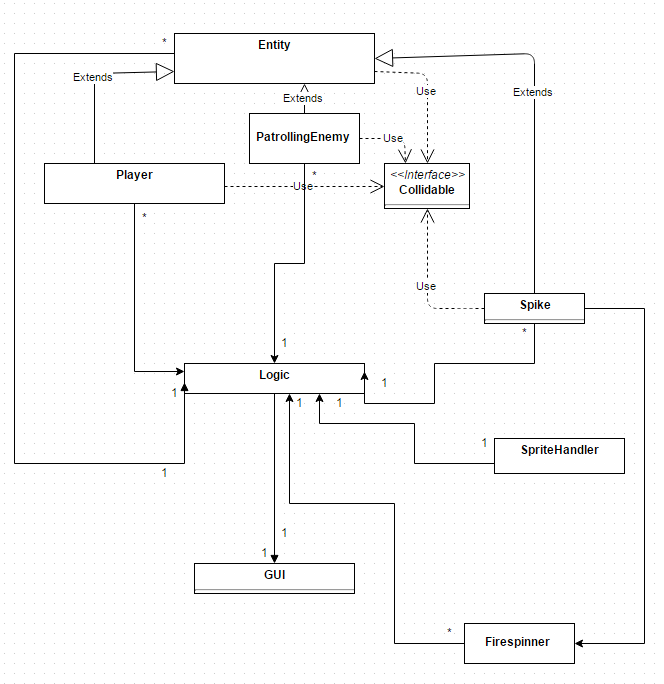 *
Entity
Extends
Extends
Use
Extends
PatrollingEnemy
Use
*
Player
<<Interface>>
Collidable
Use
*
Use
Spike
*
1
Logic
1
1
1
1
1
1
SpriteHandler
1
1
GUI
*
Firespinner